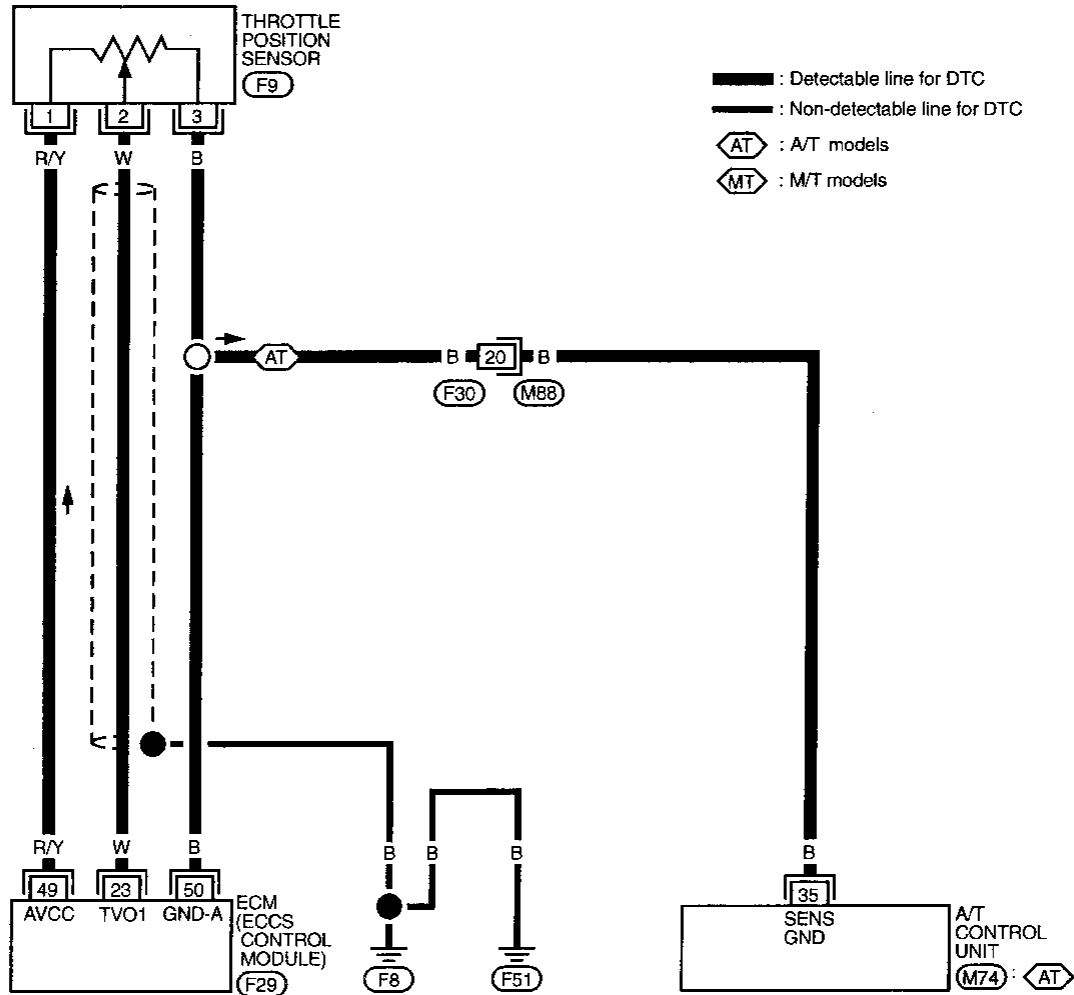 THROTTLE
POSITION
SENSOR
F9
1 2 3
R/Y W B
: Detectable line for DTC
: Non-detectable line for DTC
AT : A/T models
MT : M/T models
AT B 20 B
F30 M88
R/Y W B
B B B
B
49 23 50
AVCC TVO1 GND-A
ECM
(ECCS
CONTROL
MODULE)
F29
F8 F51
35
SENS
GND
A/T
CONTROL
UNIT
M74 : AT